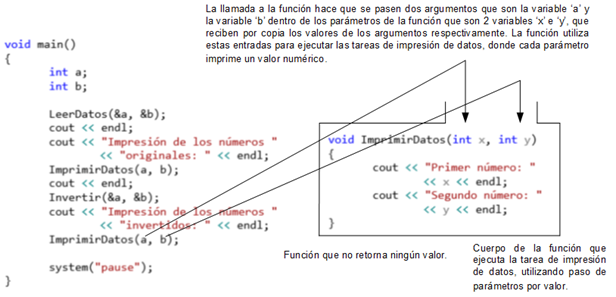 La llamada a la función hace que se pasen dos argumentos que son la variable ‘a’ y
la variable ‘b’ dentro de los parámetros de la función que son 2 variables ‘x’ e ‘y’, que
reciben por copia los valores de los argumentos respectivamente. La función utiliza
estas entradas para ejecutar las tareas de impresión de datos, donde cada parámetro
imprime un valor numérico.
void main()
{
int a;
int b;
LeerDatos(&a, &b);
cout << endl;
cout << "Impresión de los números "
<< "originales: " << endl;
ImprimirDatos(a, b);
cout << endl;
Invertir(&a, &b);
cout << "Impresión de los números "
<< "invertidos: " << endl;
ImprimirDatos(a, b);
system("pause");
}
void ImprimirDatos(int x, int y)
{
cout << "Primer número: "
<< x << endl;
cout << "Segundo número: "
<< y << endl;
}
Función que no retorna ningún valor.
Cuerpo de la función que
ejecuta la tarea de impresión
de datos, utilizando paso de
parámetros por valor.